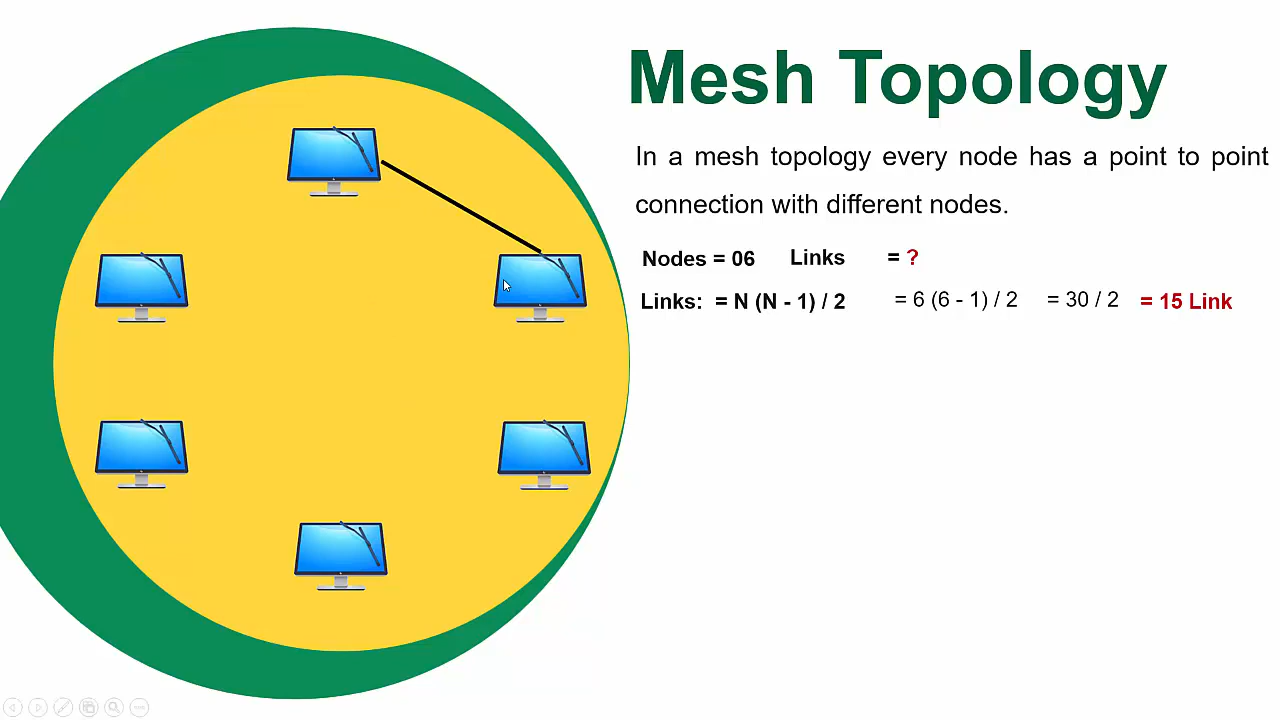 Mesh Topology
In a mesh topology every node has a point to point
connection with different nodes.
Nodes = 06 Links = ?
Links: = N (N - 1) / 2 = 6 (6 - 1) / 2 = 30 / 2 = 15 Link